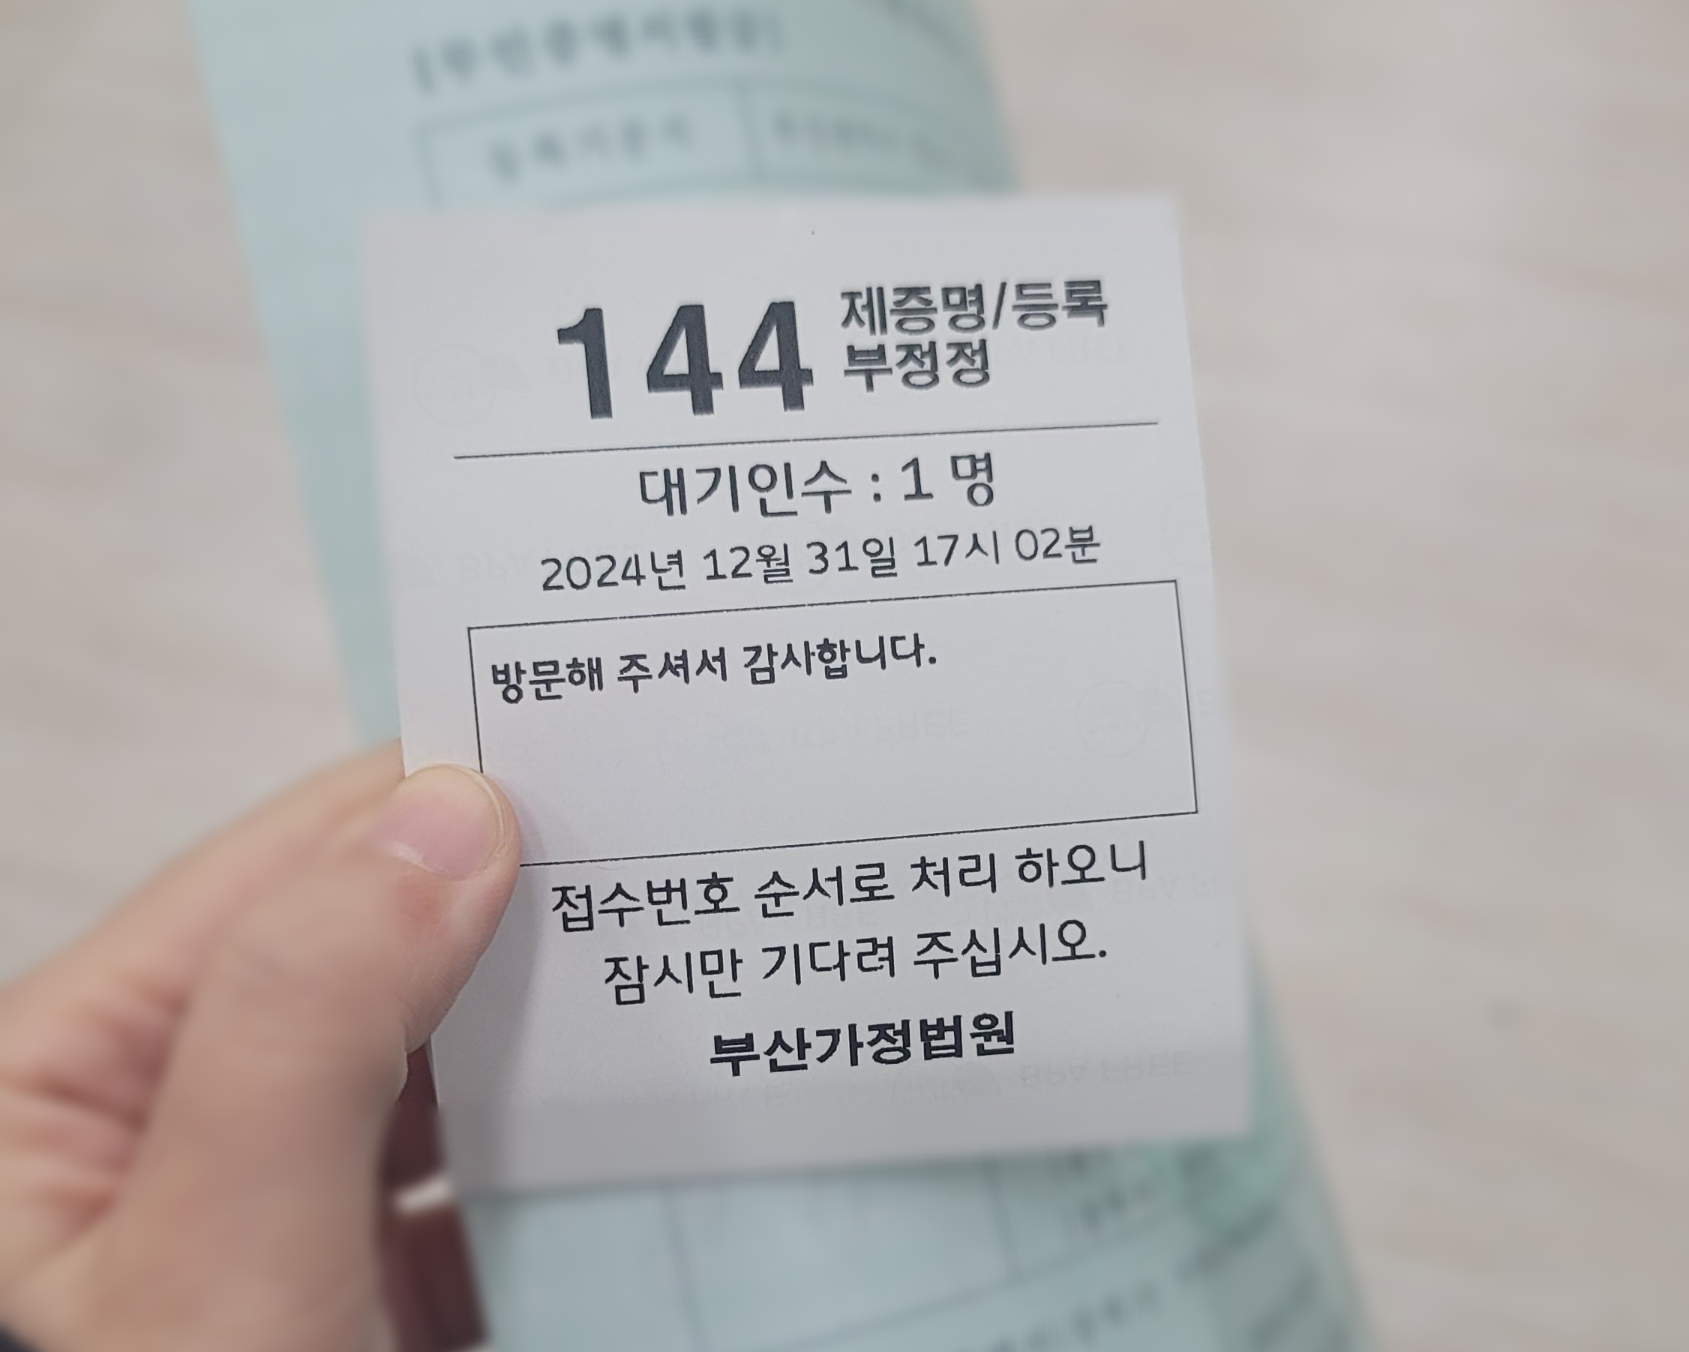 144 제증명/등록
부정정
대기인수 : 1 명
2024년 12월 31일 17시 02분
방문해 주셔서 감사합니다.
접수번호 순서로 처리 하오니
잠시만 기다려 주십시오.
부산가정법원